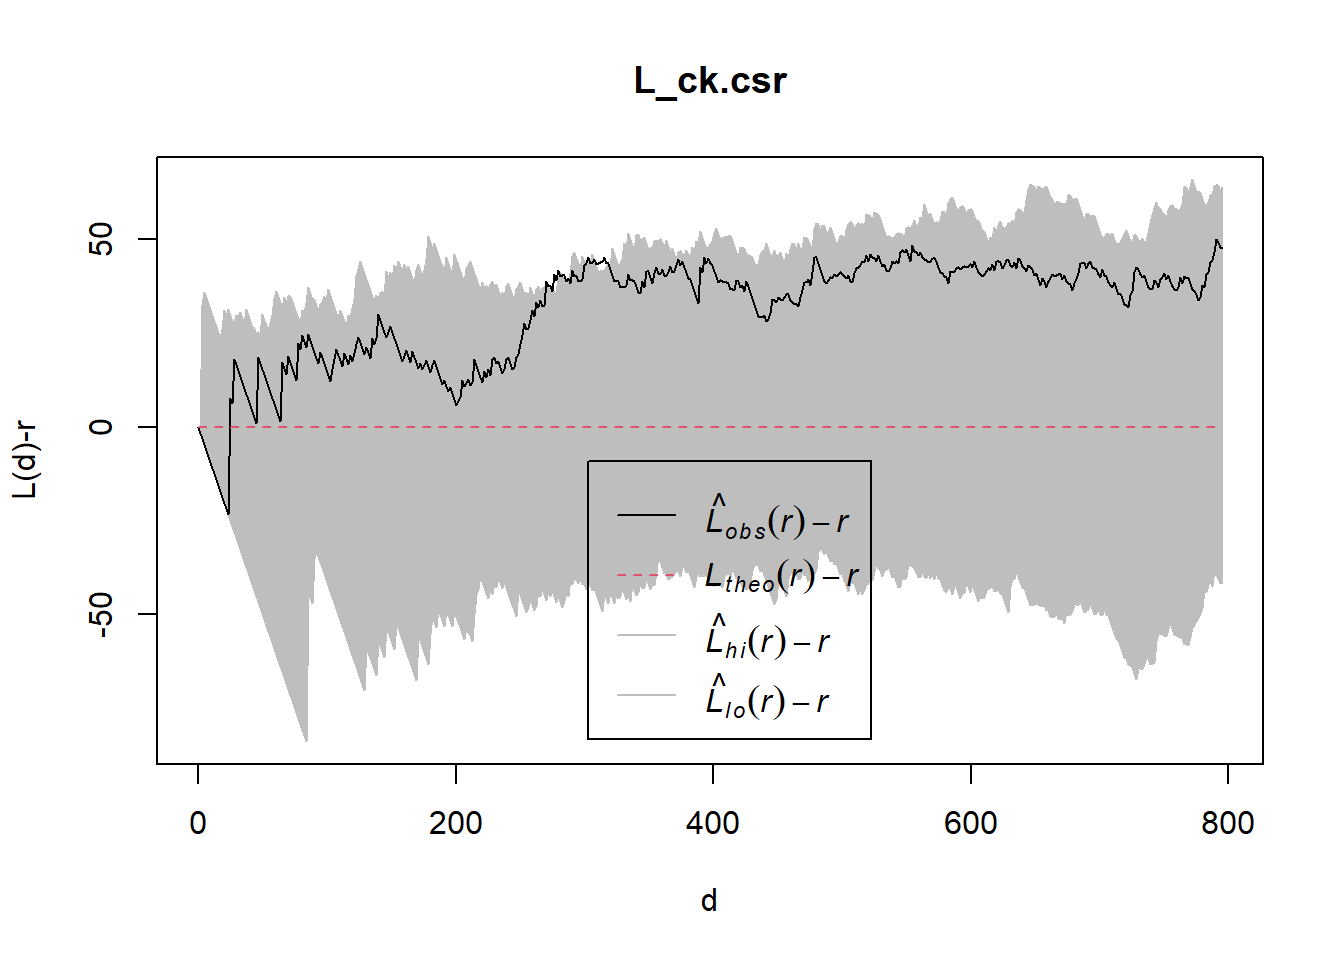 L_ck.csr
L(d)-r
50
0
-50
L̂obs(r) – r
Ltheo(r) – r
L̂hi(r) – r
L̂lo(r) – r
0 200 400 600 800
d